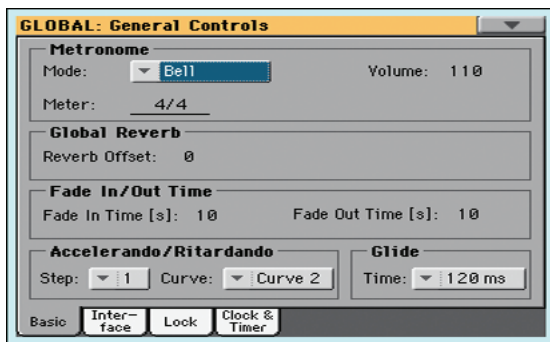 GLOBAL: General Controls
Metronome
Mode: Bell Volume: 110
Meter: 4/4
Global Reverb
Reverb Offset: 0
Fade In/Out Time
Fade In Time [s]: 10 Fade Out Time [s]: 10
Accelerando/Ritardando Glide
Step: 1 Curve: Curve 2 Time: 120 ms
Basic Inter-
face Lock Clock &
Timer